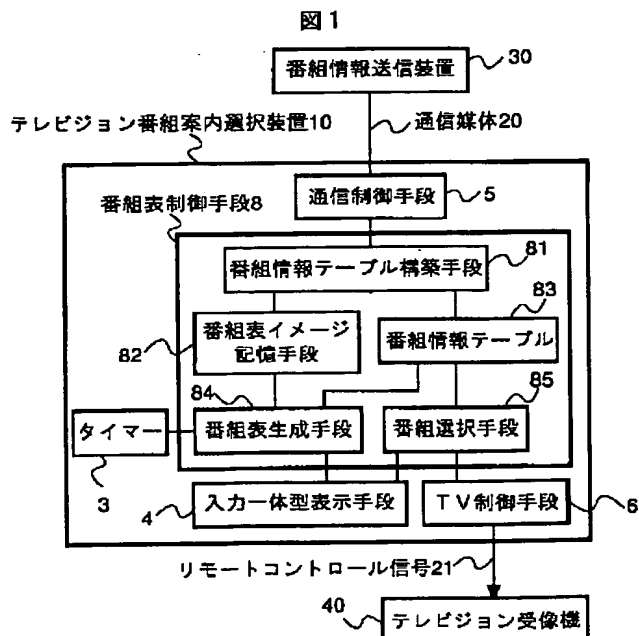 図1
番組情報送信装置
30
テレビジョン番組案内選択装置10
通信媒体20
番組表制御手段8
通信制御手段
5
番組情報テーブル構築手段
81
83
82
番組表イメージ
記憶手段
番組情報テーブル
84
85
タイマー
番組表生成手段
番組選択手段
3
4
入力一体型表示手段
TV制御手段
6
リモートコントロール信号21
40
テレビジョン受像機